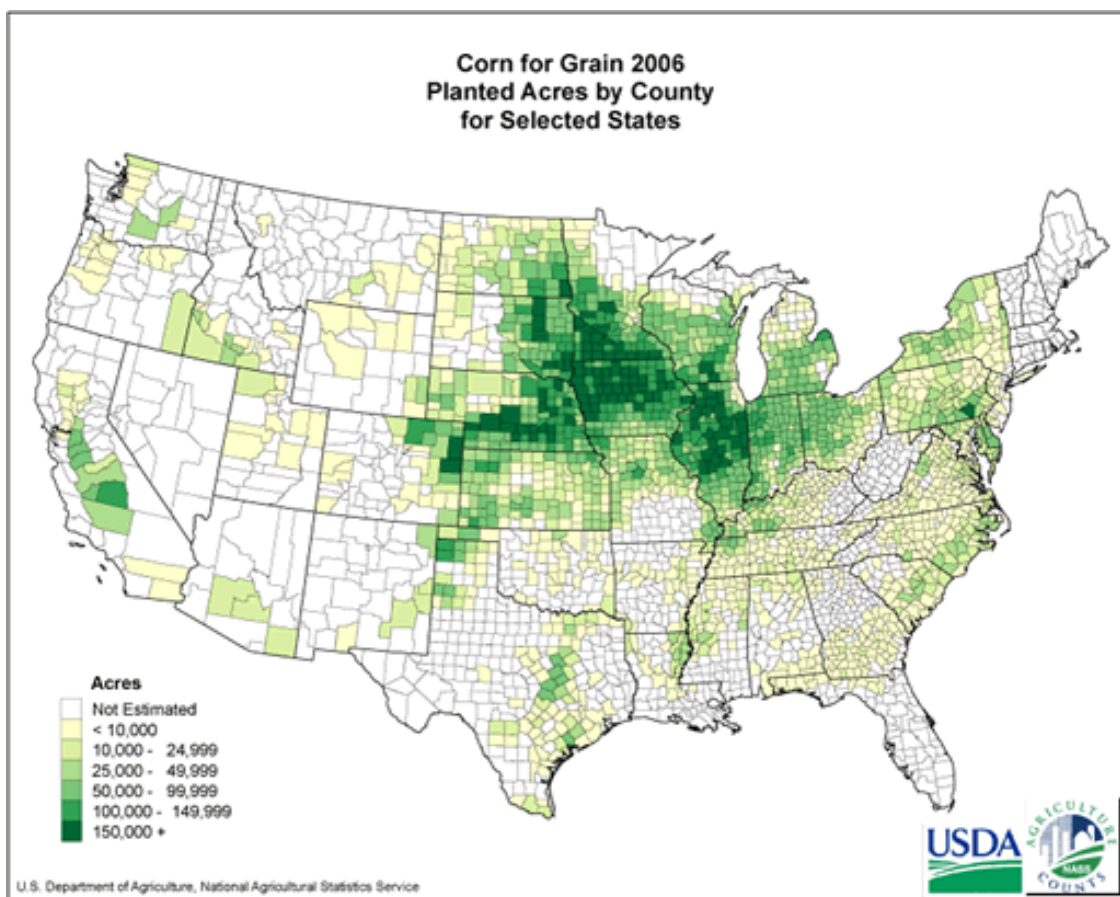 Corn for Grain 2006
Planted Acres by County
for Selected States
Acres
Not Estimated
< 10,000
10,000 - 24,999
25,000 - 49,999
50,000 - 99,999
100,000 - 149,999
150,000 +
U.S. Department of Agriculture, National Agricultural Statistics Service
USDA
AGRICULTURE
NASS
COUNTS